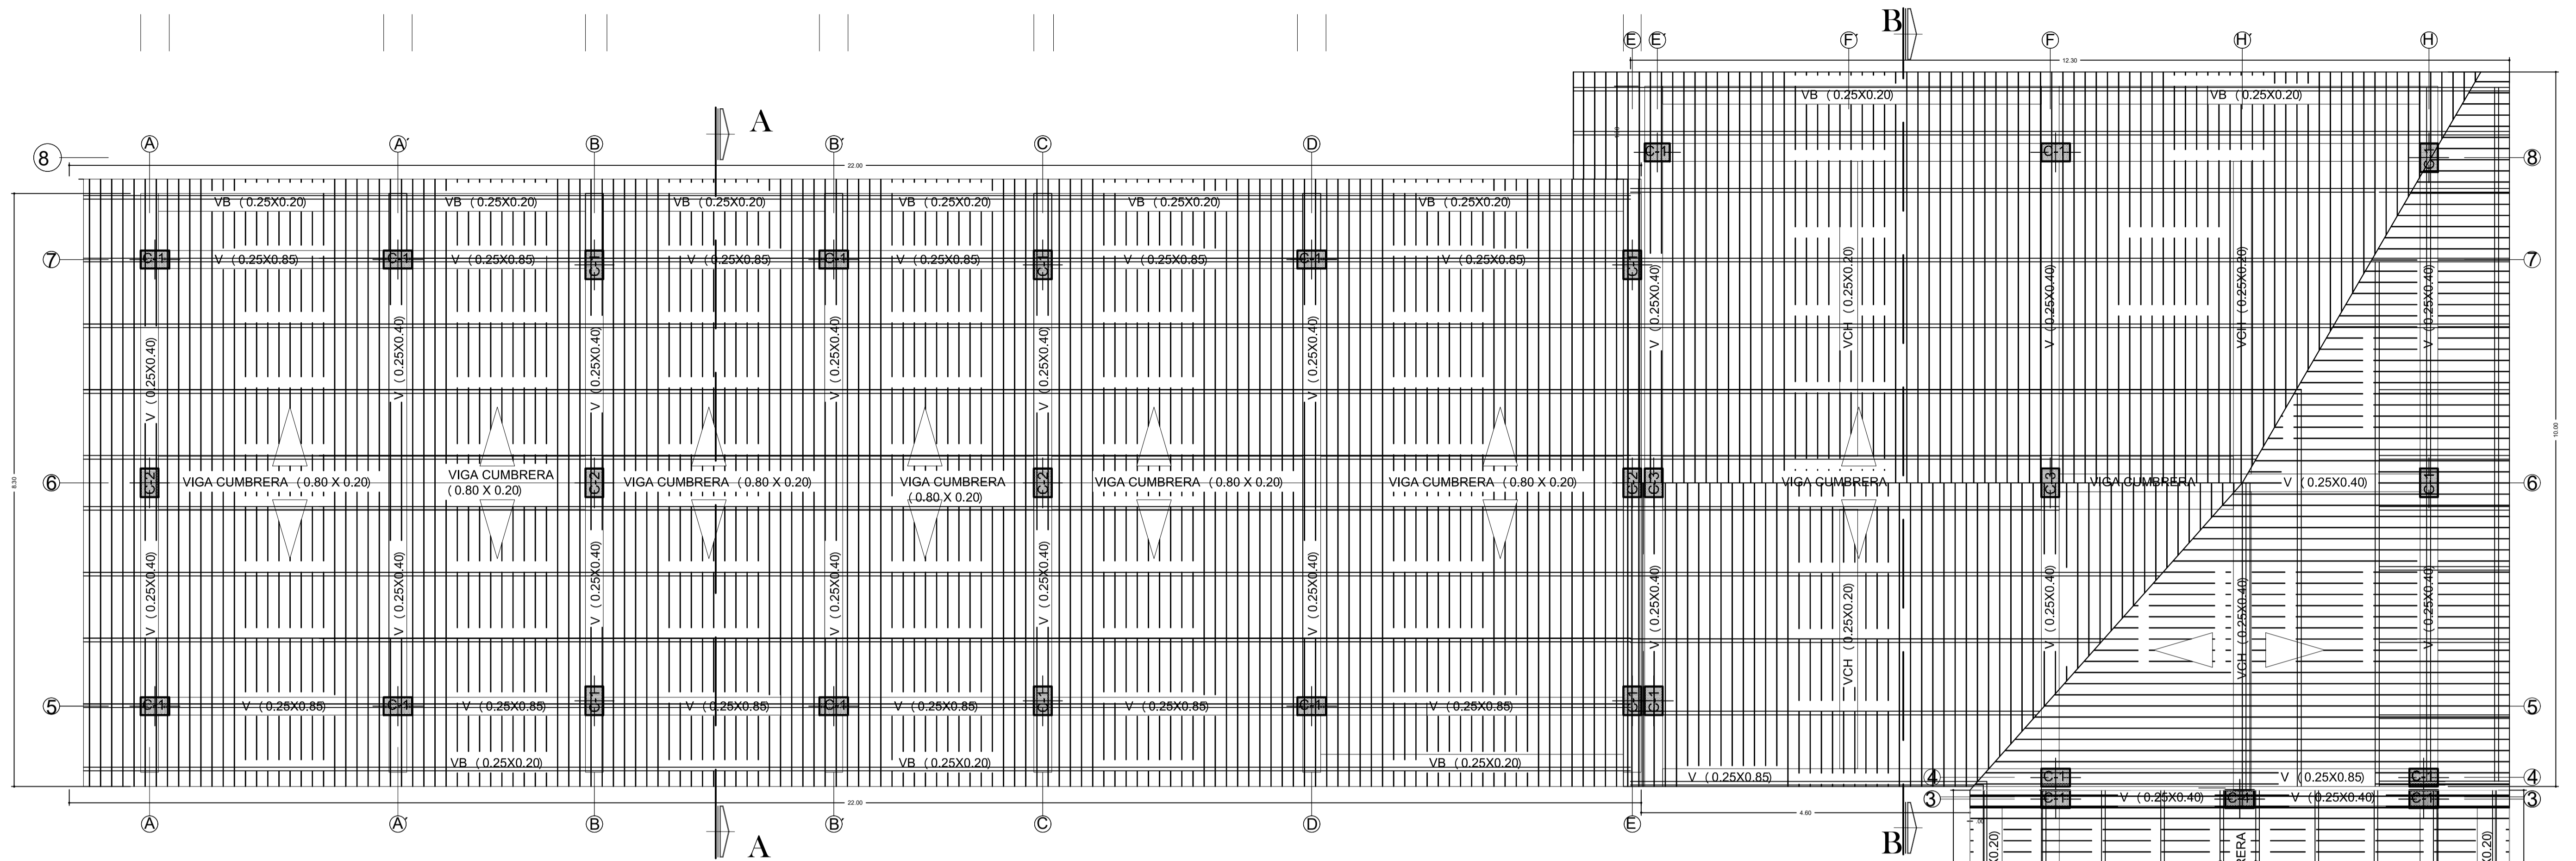 B
E E´ F´ F H´ H
12.30
VB ( 0.25X0.20) VB ( 0.25X0.20)
A
A A´ B B´ C D
8 C-1 C-1 C-1 8
22.00
VB ( 0.25X0.20) VB ( 0.25X0.20) VB ( 0.25X0.20) VB ( 0.25X0.20) VB ( 0.25X0.20) VB ( 0.25X0.20)
7 C-1 V ( 0.25X0.85) C-1 V ( 0.25X0.85) C-1 V ( 0.25X0.85) C-1 V ( 0.25X0.85) C-1 V ( 0.25X0.85) C-1 V ( 0.25X0.85) C-1 7
V ( 0.25X0.40) V ( 0.25X0.40) V ( 0.25X0.40) V ( 0.25X0.40) V ( 0.25X0.40) V ( 0.25X0.40) V ( 0.25X0.40) VCH ( 0.25X0.20) V ( 0.25X0.40) VCH ( 0.25X0.20) V ( 0.25X0.40)
8.30
10.00
VIGA CUMBRERA VIGA CUMBRERA
6 C-2 VIGA CUMBRERA ( 0.80 X 0.20) C-2 VIGA CUMBRERA ( 0.80 X 0.20) C-2 VIGA CUMBRERA ( 0.80 X 0.20) VIGA CUMBRERA ( 0.80 X 0.20) C-2 C-3 VIGA CUMBRERA C-3 VIGA CUMBRERA V ( 0.25X0.40) C-1 6
( 0.80 X 0.20) ( 0.80 X 0.20)
V ( 0.25X0.40) V ( 0.25X0.40) V ( 0.25X0.40) V ( 0.25X0.40) V ( 0.25X0.40) V ( 0.25X0.40) V ( 0.25X0.40) VCH ( 0.25X0.20) V ( 0.25X0.40) VCH ( 0.25X0.40) V ( 0.25X0.40)
5 C-1 V ( 0.25X0.85) C-1 V ( 0.25X0.85) C-1 V ( 0.25X0.85) C-1 V ( 0.25X0.85) C-1 V ( 0.25X0.85) C-1 V ( 0.25X0.85) C-1 C-1 5
VB ( 0.25X0.20) VB ( 0.25X0.20) VB ( 0.25X0.20)
V ( 0.25X0.85) 4 C-1 V ( 0.25X0.85) C-1 4
3 C-1 V ( 0.25X0.40) C-1 V ( 0.25X0.40) C-1 3
22.00
4.60
A A´ B B´ C D E
A
B